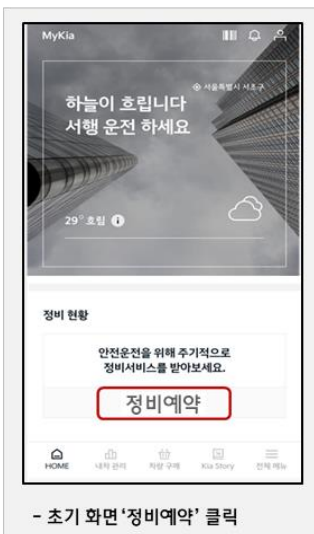 MyKia
서울특별시 서초구
하늘이 흐립니다
서행 운전 하세요
29° 흐림
정비 현황
안전운전을 위해 주기적으로
정비서비스를 받아보세요.
정비예약
HOME 내차 관리 차량 구매 Kia Story 전체 메뉴
- 초기 화면 ‘정비예약’ 클릭